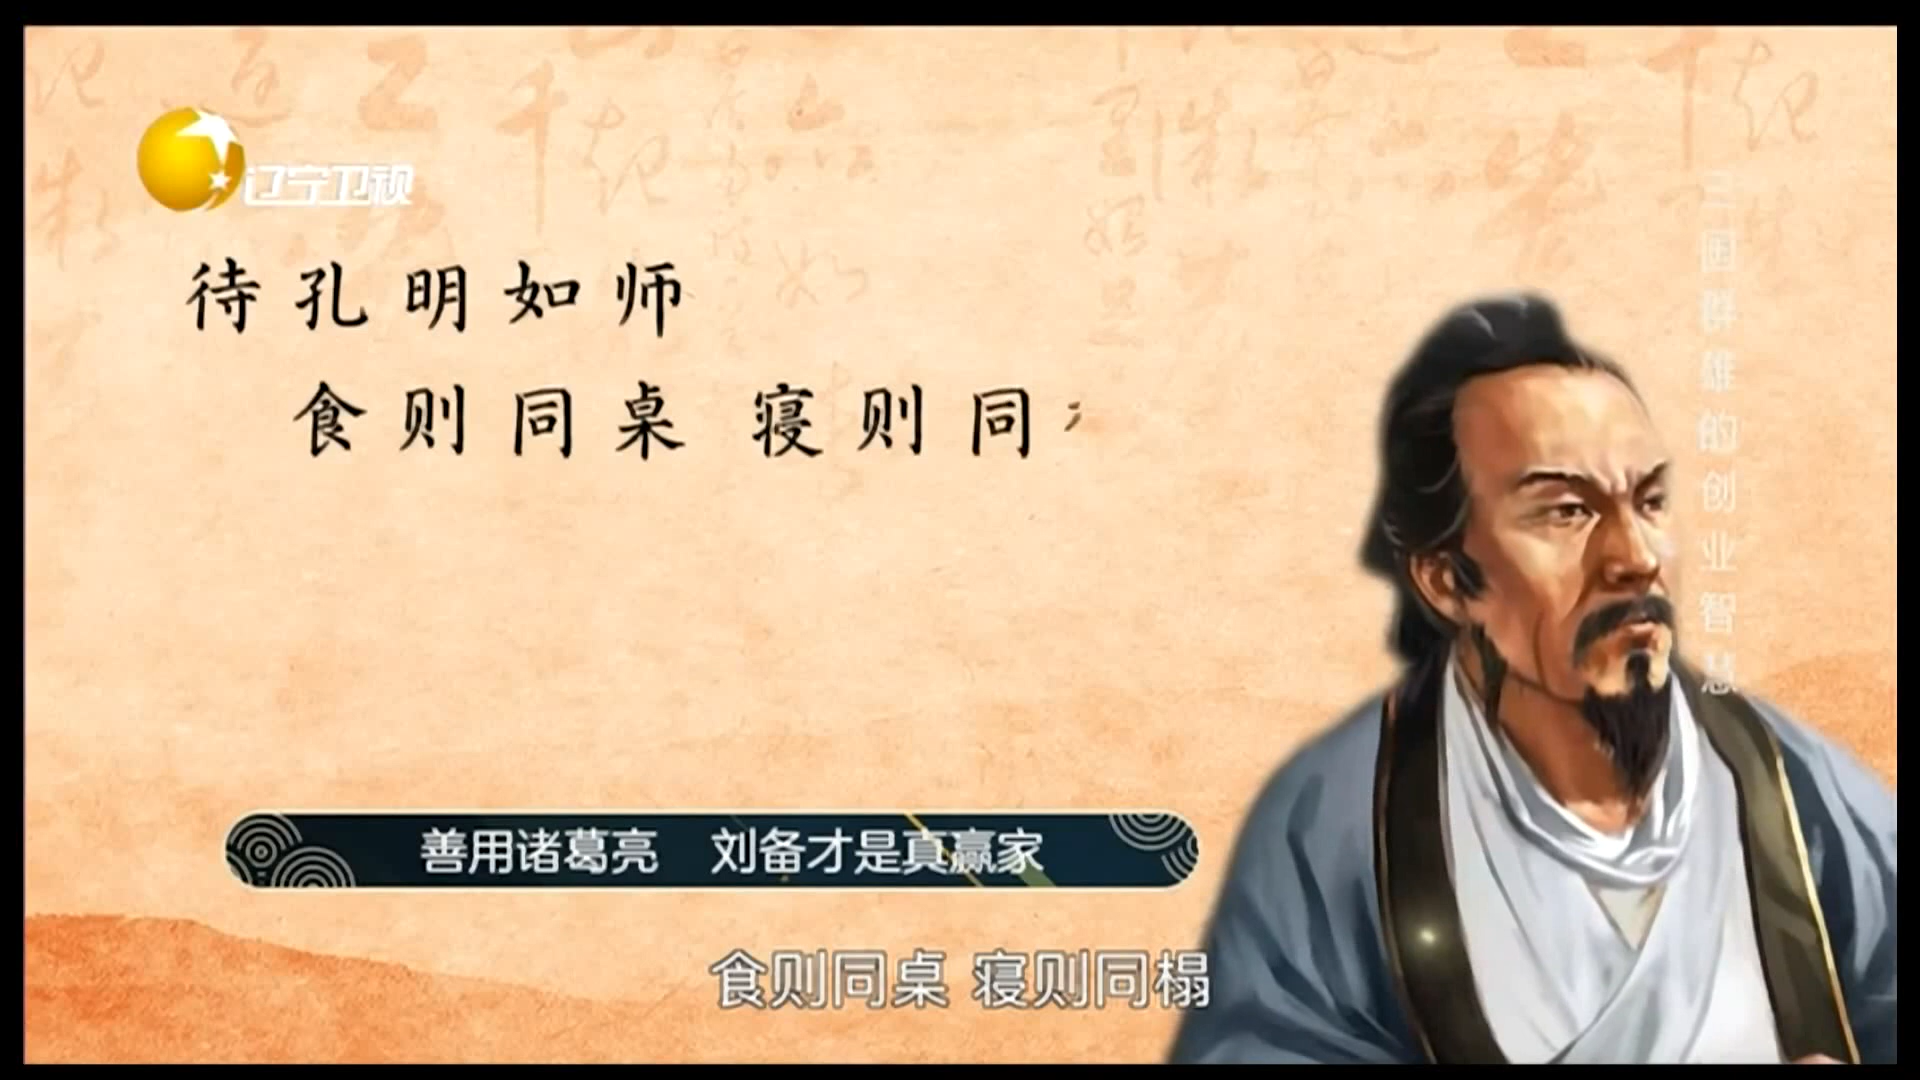 辽宁卫视
待孔明如师
食则同桌 寝则同
三国群雄的创业智慧
善用诸葛亮 刘备才是真赢家
食则同桌 寝则同榻